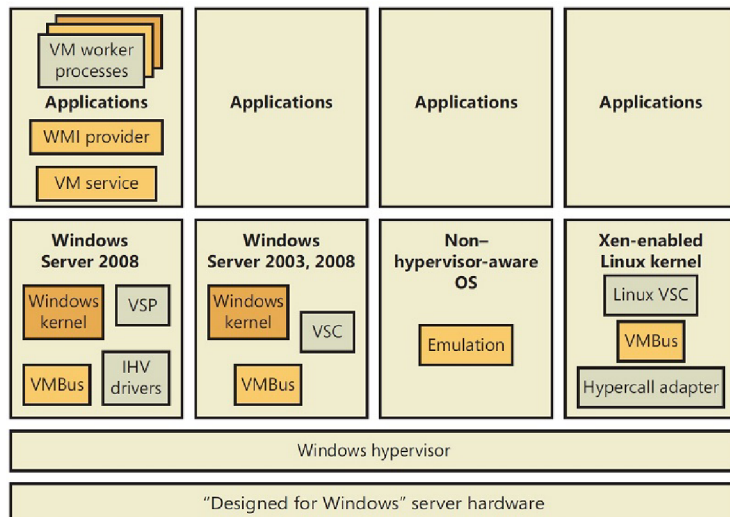 VM worker
processes
Applications
WMI provider
VM service
Applications
Applications
Applications
Windows
Server 2008
Windows
kernel
VSP
VMBus
IHV
drivers
Windows
Server 2003, 2008
Windows
kernel
VSC
VMBus
Non–
hypervisor-aware
OS
Emulation
Xen-enabled
Linux kernel
Linux VSC
VMBus
Hypercall adapter
Windows hypervisor
“Designed for Windows” server hardware